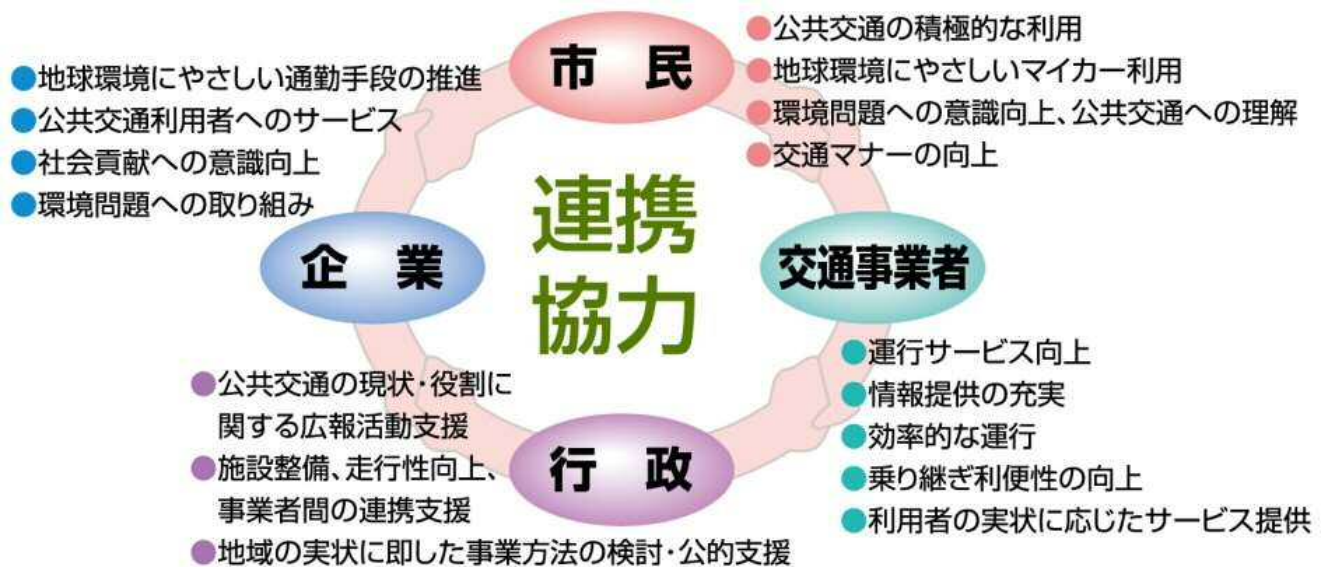 市 民
●公共交通の積極的な利用
●地球環境にやさしいマイカー利用
●環境問題への意識向上、公共交通への理解
●交通マナーの向上
●地球環境にやさしい通勤手段の推進
●公共交通利用者へのサービス
●社会貢献への意識向上
●環境問題への取り組み
企 業
連携
協力
交通事業者
●運行サービス向上
●情報提供の充実
●効率的な運行
●乗り継ぎ利便性の向上
●利用者の実状に応じたサービス提供
行 政
●公共交通の現状・役割に
関する広報活動支援
●施設整備、走行性向上、
事業者間の連携支援
●地域の実状に即した事業方法の検討・公的支援